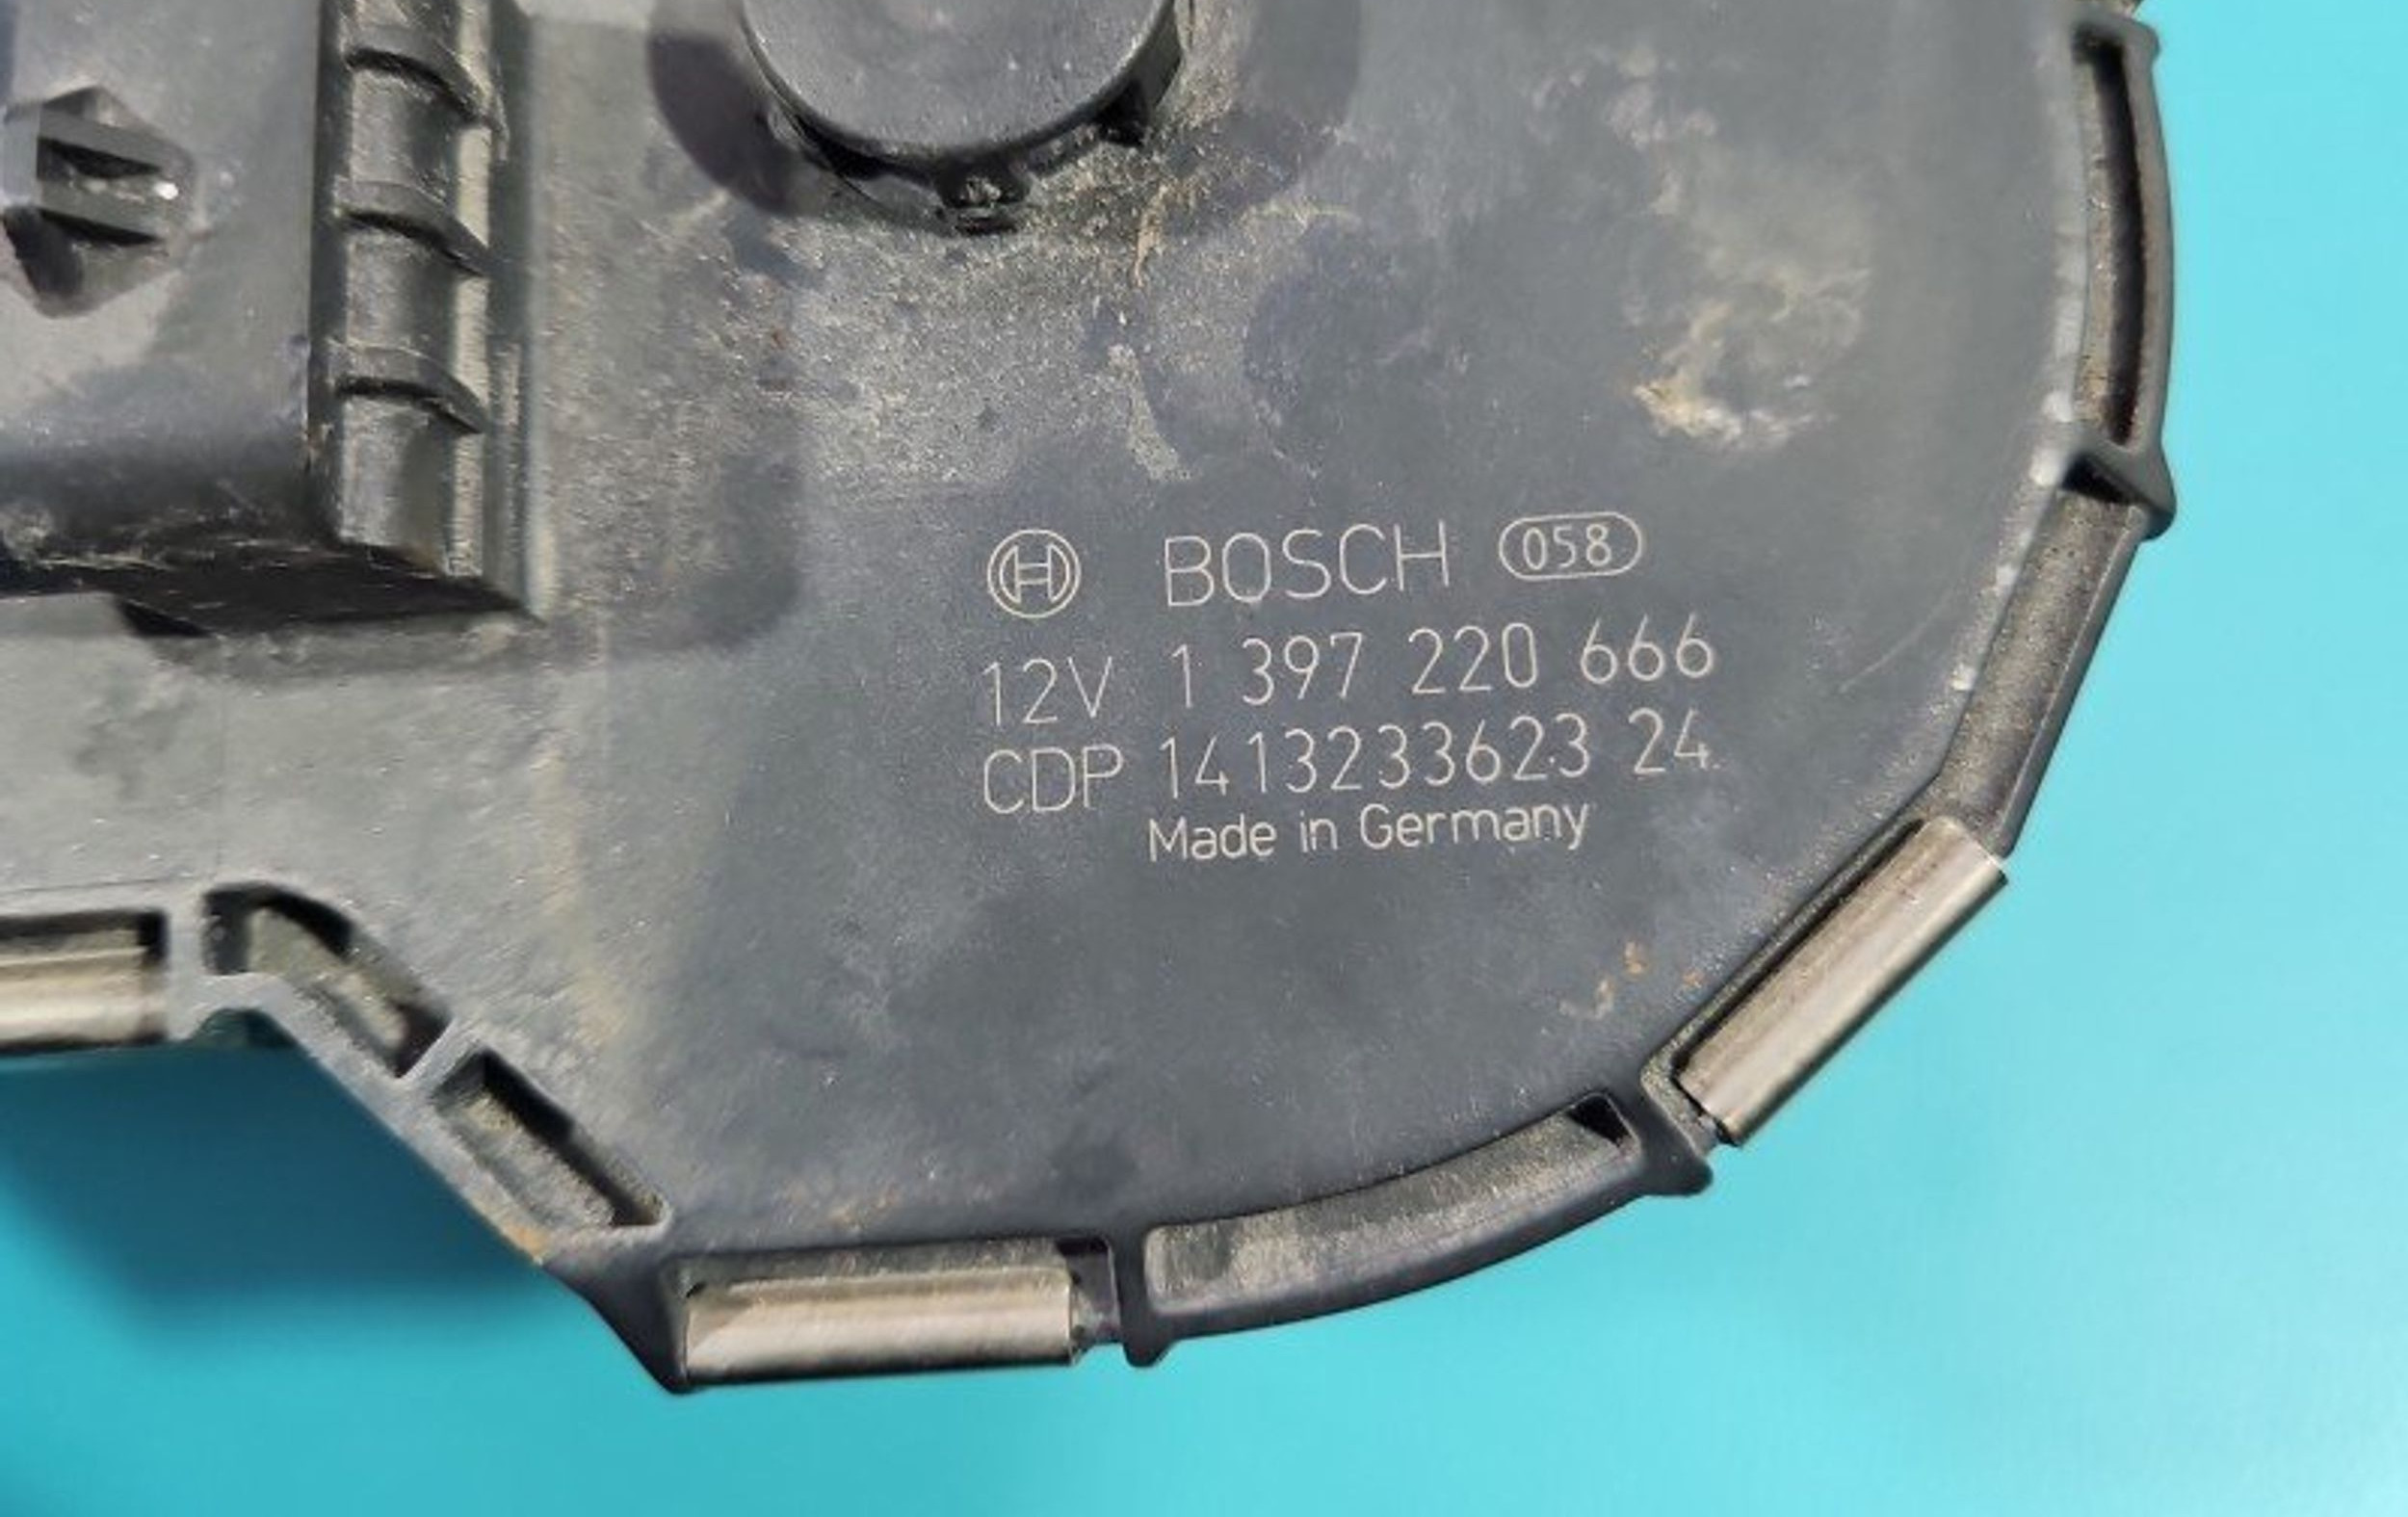 BOSCH 058
12V 1 397 220 666
CDP 1413233623 24
Made in Germany